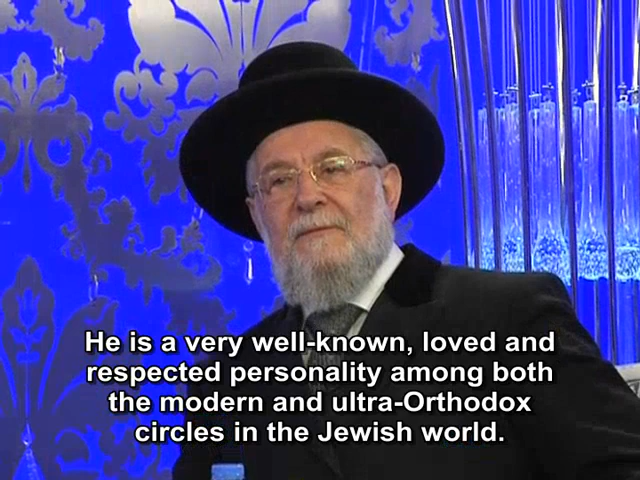 He is a very well-known, loved and
respected personality among both
the modern and ultra-Orthodox
circles in the Jewish world.